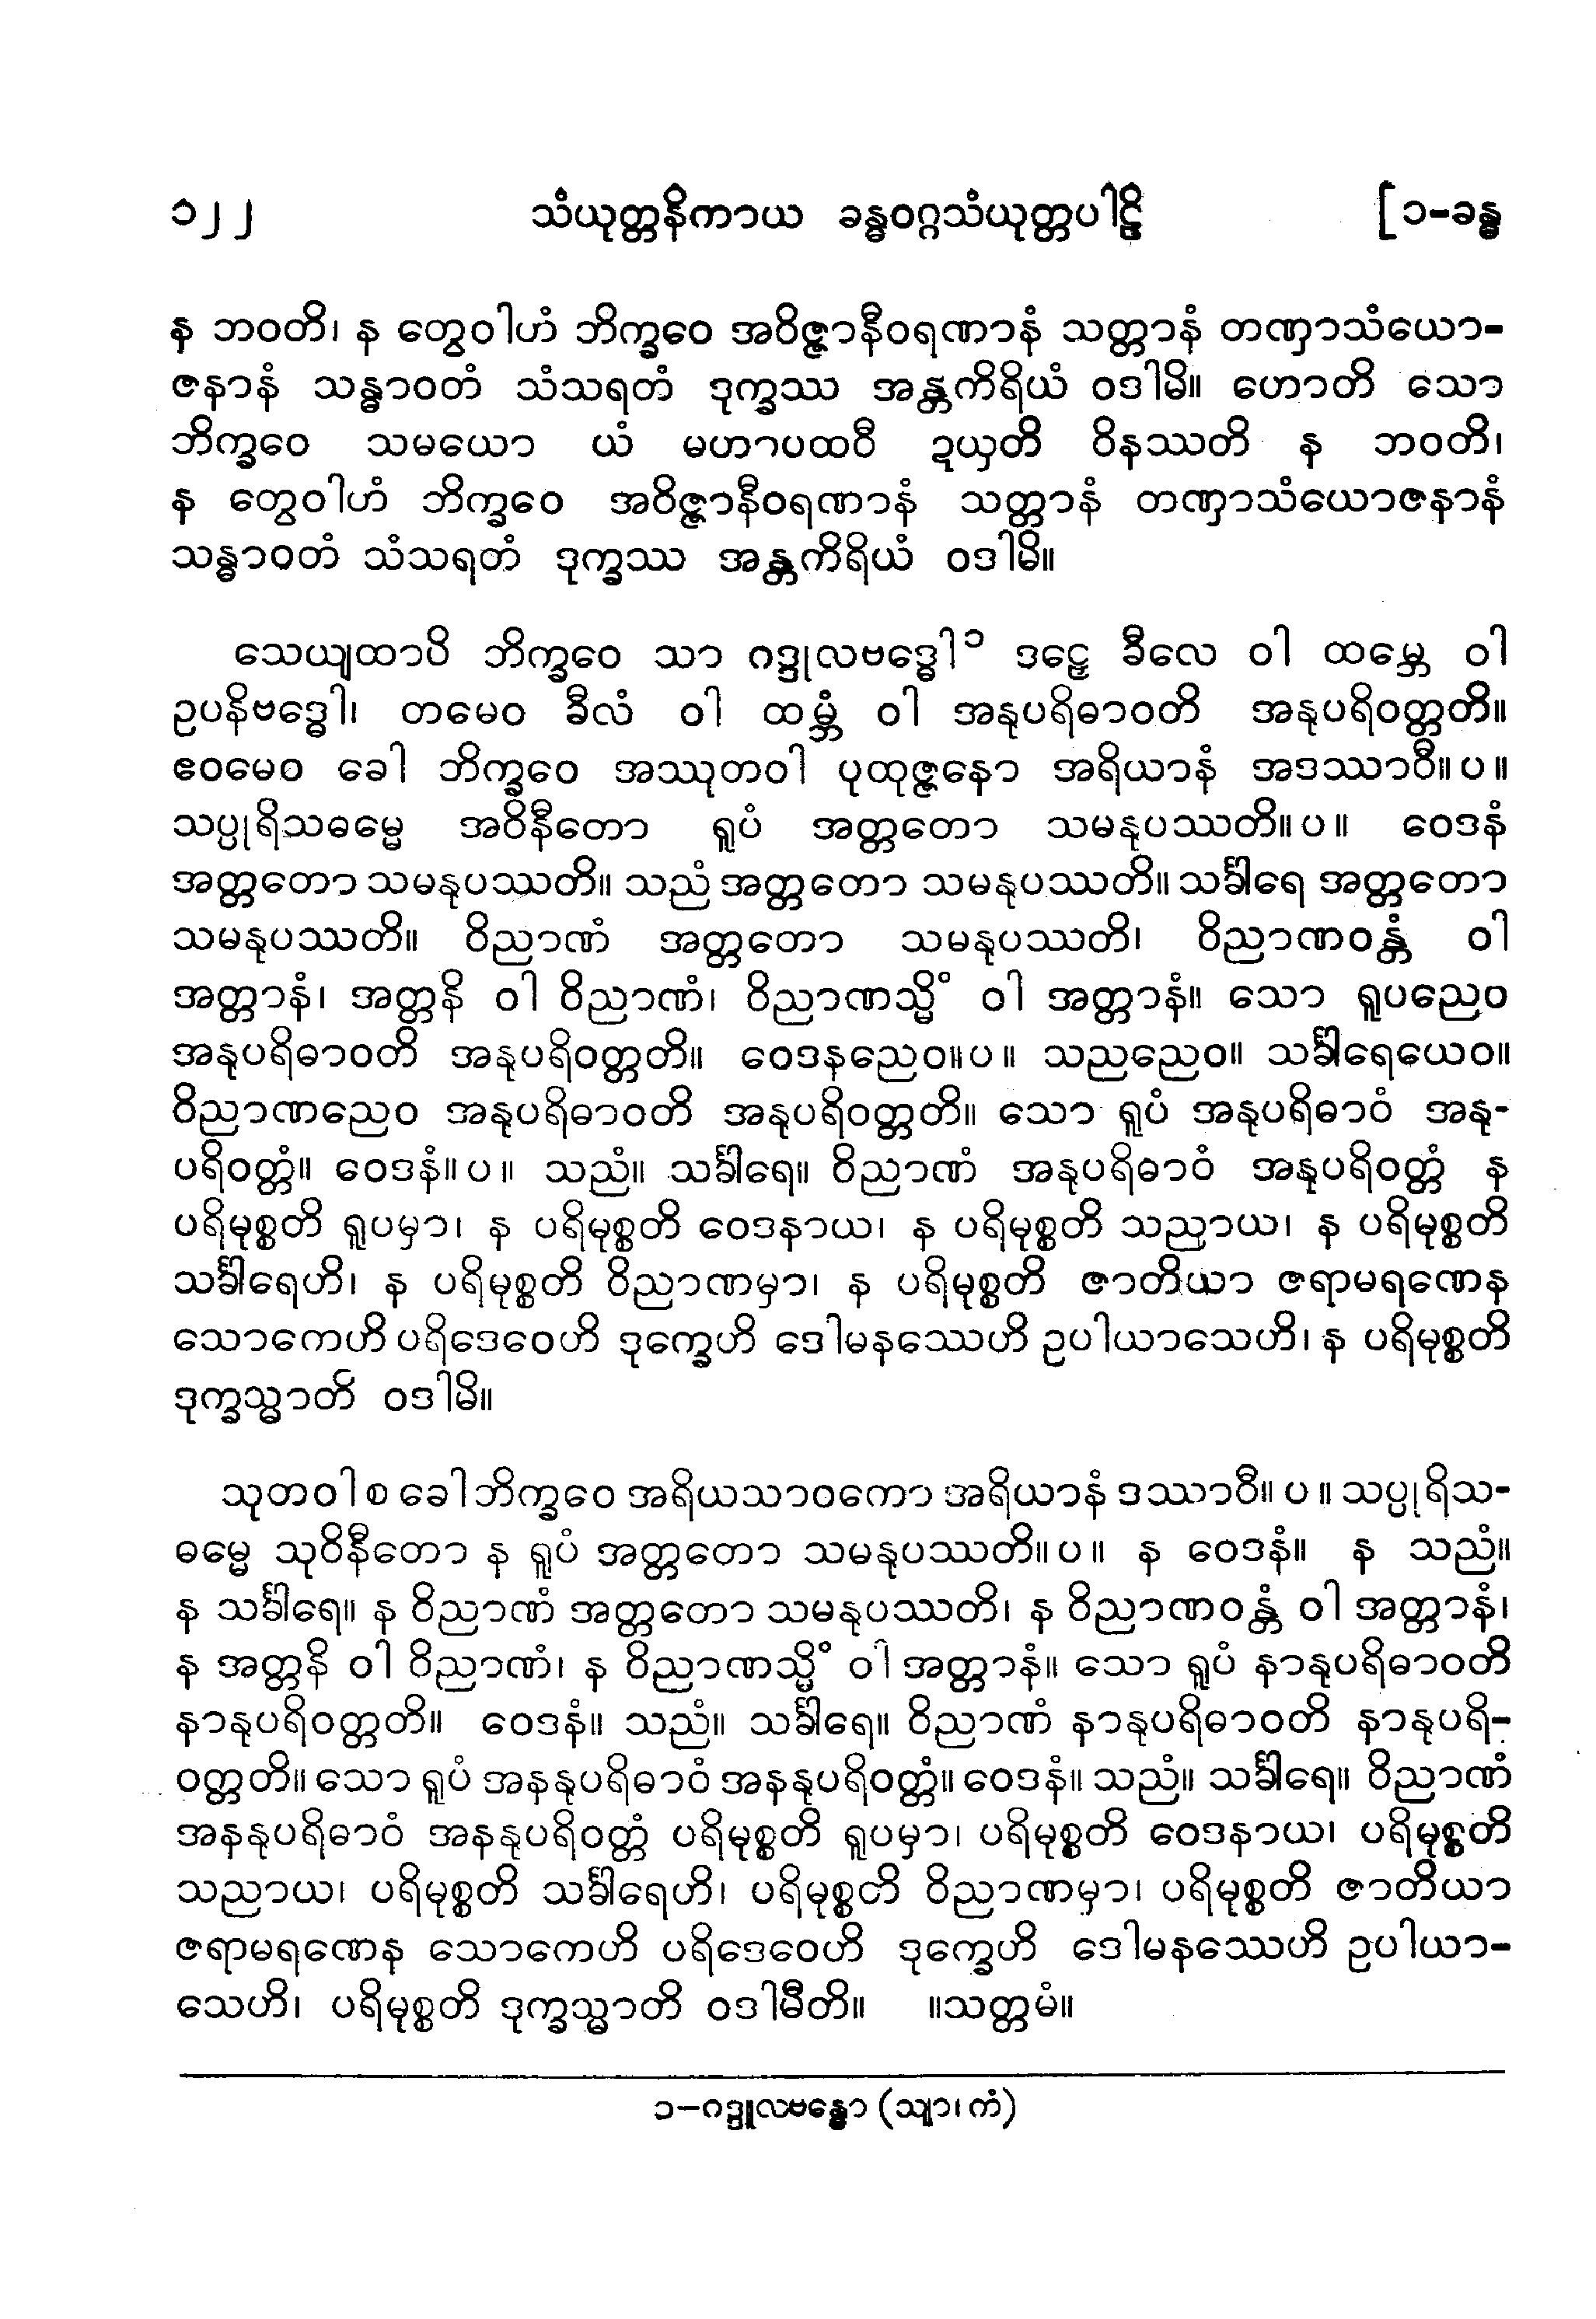 ၁၂၂ သံယုတ္တနိကာယ ခန္ဓဝဂ္ဂသံယုတ္တပါဠိ [၁-ခန္ဓ
န ဘဝတိ၊ န တွေဝါဟံ ဘိက္ခဝေ အဝိဇ္ဇာနီဝရဏာနံ သတ္တာနံ တဏှာသံယော-
ဇနာနံ သန္ဓာဝတံ သံသရတံ ဒုက္ခဿ အန္တကိရိယံ ဝဒါမိ။ ဟောတိ သော
ဘိက္ခဝေ သမယော ယံ မဟာပထဝီ ဍယှတိ ဝိနဿတိ န ဘဝတိ၊
န တွေဝါဟံ ဘိက္ခဝေ အဝိဇ္ဇာနီဝရဏာနံ သတ္တာနံ တဏှာသံယောဇနာနံ
သန္ဓာဝတံ သံသရတံ ဒုက္ခဿ အန္တကိရိယံ ဝဒါမိ။
သေယျထာပိ ဘိက္ခဝေ သာ ဂဒ္ဒုလဗဒ္ဓေါ၁ ဒဠှေ ခီလေ ဝါ ထမ္ဘေ ဝါ
ဥပနိဗဒ္ဓေါ၊ တမေဝ ခီလံ ဝါ ထမ္ဘံ ဝါ အနုပရိဓာဝတိ အနုပရိဝတ္တတိ။
ဧဝမေဝ ခေါ ဘိက္ခဝေ အဿုတဝါ ပုထုဇ္ဇနော အရိယာနံ အဒဿာဝီ။ပ။
သပ္ပုရိသဓမ္မေ အဝိနီတော ရူပံ အတ္တတော သမနုပဿတိ။ပ။ ဝေဒနံ
အတ္တတော သမနုပဿတိ။ သညံ အတ္တတော သမနုပဿတိ။ သင်္ခါရေ အတ္တတော
သမနုပဿတိ။ ဝိညာဏံ အတ္တတော သမနုပဿတိ၊ ဝိညာဏဝန္တံ ဝါ
အတ္တာနံ၊ အတ္တနိ ဝါ ဝိညာဏံ၊ ဝိညာဏသ္မိံ ဝါ အတ္တာနံ။ သော ရူပညေဝ
အနုပရိဓာဝတိ အနုပရိဝတ္တတိ။ ဝေဒနညေဝ။ပ။ သညညေဝ။ သင်္ခါရေယေဝ။
ဝိညာဏညေဝ အနုပရိဓာဝတိ အနုပရိဝတ္တတိ။ သော ရူပံ အနုပရိဓာဝံ အနု-
ပရိဝတ္တံ။ ဝေဒနံ။ပ။ သညံ။ သင်္ခါရေ။ ဝိညာဏံ အနုပရိဓာဝံ အနုပရိဝတ္တံ န
ပရိမုစ္စတိ ရူပမှာ၊ န ပရိမုစ္စတိ ဝေဒနာယ၊ န ပရိမုစ္စတိ သညာယ၊ န ပရိမုစ္စတိ
သင်္ခါရေဟိ၊ န ပရိမုစ္စတိ ဝိညာဏမှာ၊ န ပရိမုစ္စတိ ဇာတိယာ ဇရာမရဏေန
သောကေဟိ ပရိဒေဝေဟိ ဒုက္ခေဟိ ဒေါမနဿေဟိ ဥပါယာသေဟိ၊ န ပရိမုစ္စတိ
ဒုက္ခသ္မာတိ ဝဒါမိ။
သုတဝါ စ ခေါ ဘိက္ခဝေ အရိယသာဝကော အရိယာနံ ဒဿာဝီ။ ပ ။ သပ္ပုရိသ-
ဓမ္မေ သုဝိနီတော န ရူပံ အတ္တတော သမနုပဿတိ။ပ။ န ဝေဒနံ။ န သညံ။
န သင်္ခါရေ။ န ဝိညာဏံ အတ္တတော သမနုပဿတိ၊ န ဝိညာဏဝန္တံ ဝါ အတ္တာနံ၊
န အတ္တနိ ဝါ ဝိညာဏံ၊ န ဝိညာဏသ္မိံ ဝါ အတ္တာနံ။ သော ရူပံ နာနုပရိဓာဝတိ
နာနုပရိဝတ္တတိ။ ဝေဒနံ။ သညံ။ သင်္ခါရေ။ ဝိညာဏံ နာနုပရိဓာဝတိ နာနုပရိ-
ဝတ္တတိ။ သော ရူပံ အနနုပရိဓာဝံ အနနုပရိဝတ္တံ။ ဝေဒနံ။ သညံ။ သင်္ခါရေ။ ဝိညာဏံ
အနနုပရိဓာဝံ အနနုပရိဝတ္တံ ပရိမုစ္စတိ ရူပမှာ၊ ပရိမုစ္စတိ ဝေဒနာယ၊ ပရိမုစ္စတိ
သညာယ၊ ပရိမုစ္စတိ သင်္ခါရေဟိ၊ ပရိမုစ္စတိ ဝိညာဏမှာ၊ ပရိမုစ္စတိ ဇာတိယာ
ဇရာမရဏေန သောကေဟိ ပရိဒေဝေဟိ ဒုက္ခေဟိ ဒေါမနဿေဟိ ဥပါယာ-
သေဟိ၊ ပရိမုစ္စတိ ဒုက္ခသ္မာတိ ဝဒါမီတိ။ ။သတ္တမံ။
၁-ဂဒ္ဒူလဗန္ဓော (သျာ၊ကံ)